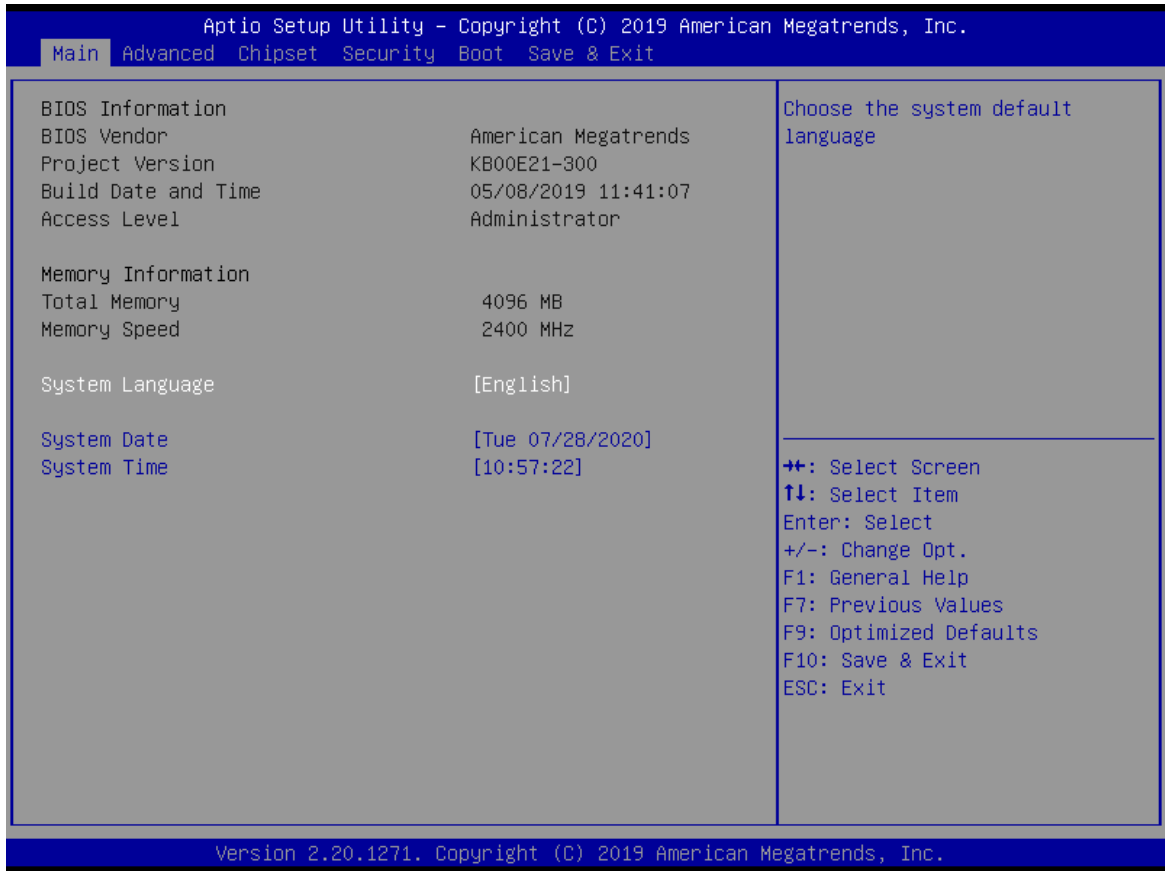 Aptio Setup Utility – Copyright (C) 2019 American Megatrends, Inc.
Main Advanced Chipset Security Boot Save & Exit
BIOS Information
BIOS Vendor American Megatrends
Project Version KB00E21-300
Build Date and Time 05/08/2019 11:41:07
Access Level Administrator
Memory Information
Total Memory 4096 MB
Memory Speed 2400 MHz
System Language [English]
System Date [Tue 07/28/2020]
System Time [10:57:22]
Choose the system default
language
→←: Select Screen
↑↓: Select Item
Enter: Select
+/-: Change Opt.
F1: General Help
F7: Previous Values
F9: Optimized Defaults
F10: Save & Exit
ESC: Exit
Version 2.20.1271. Copyright (C) 2019 American Megatrends, Inc.